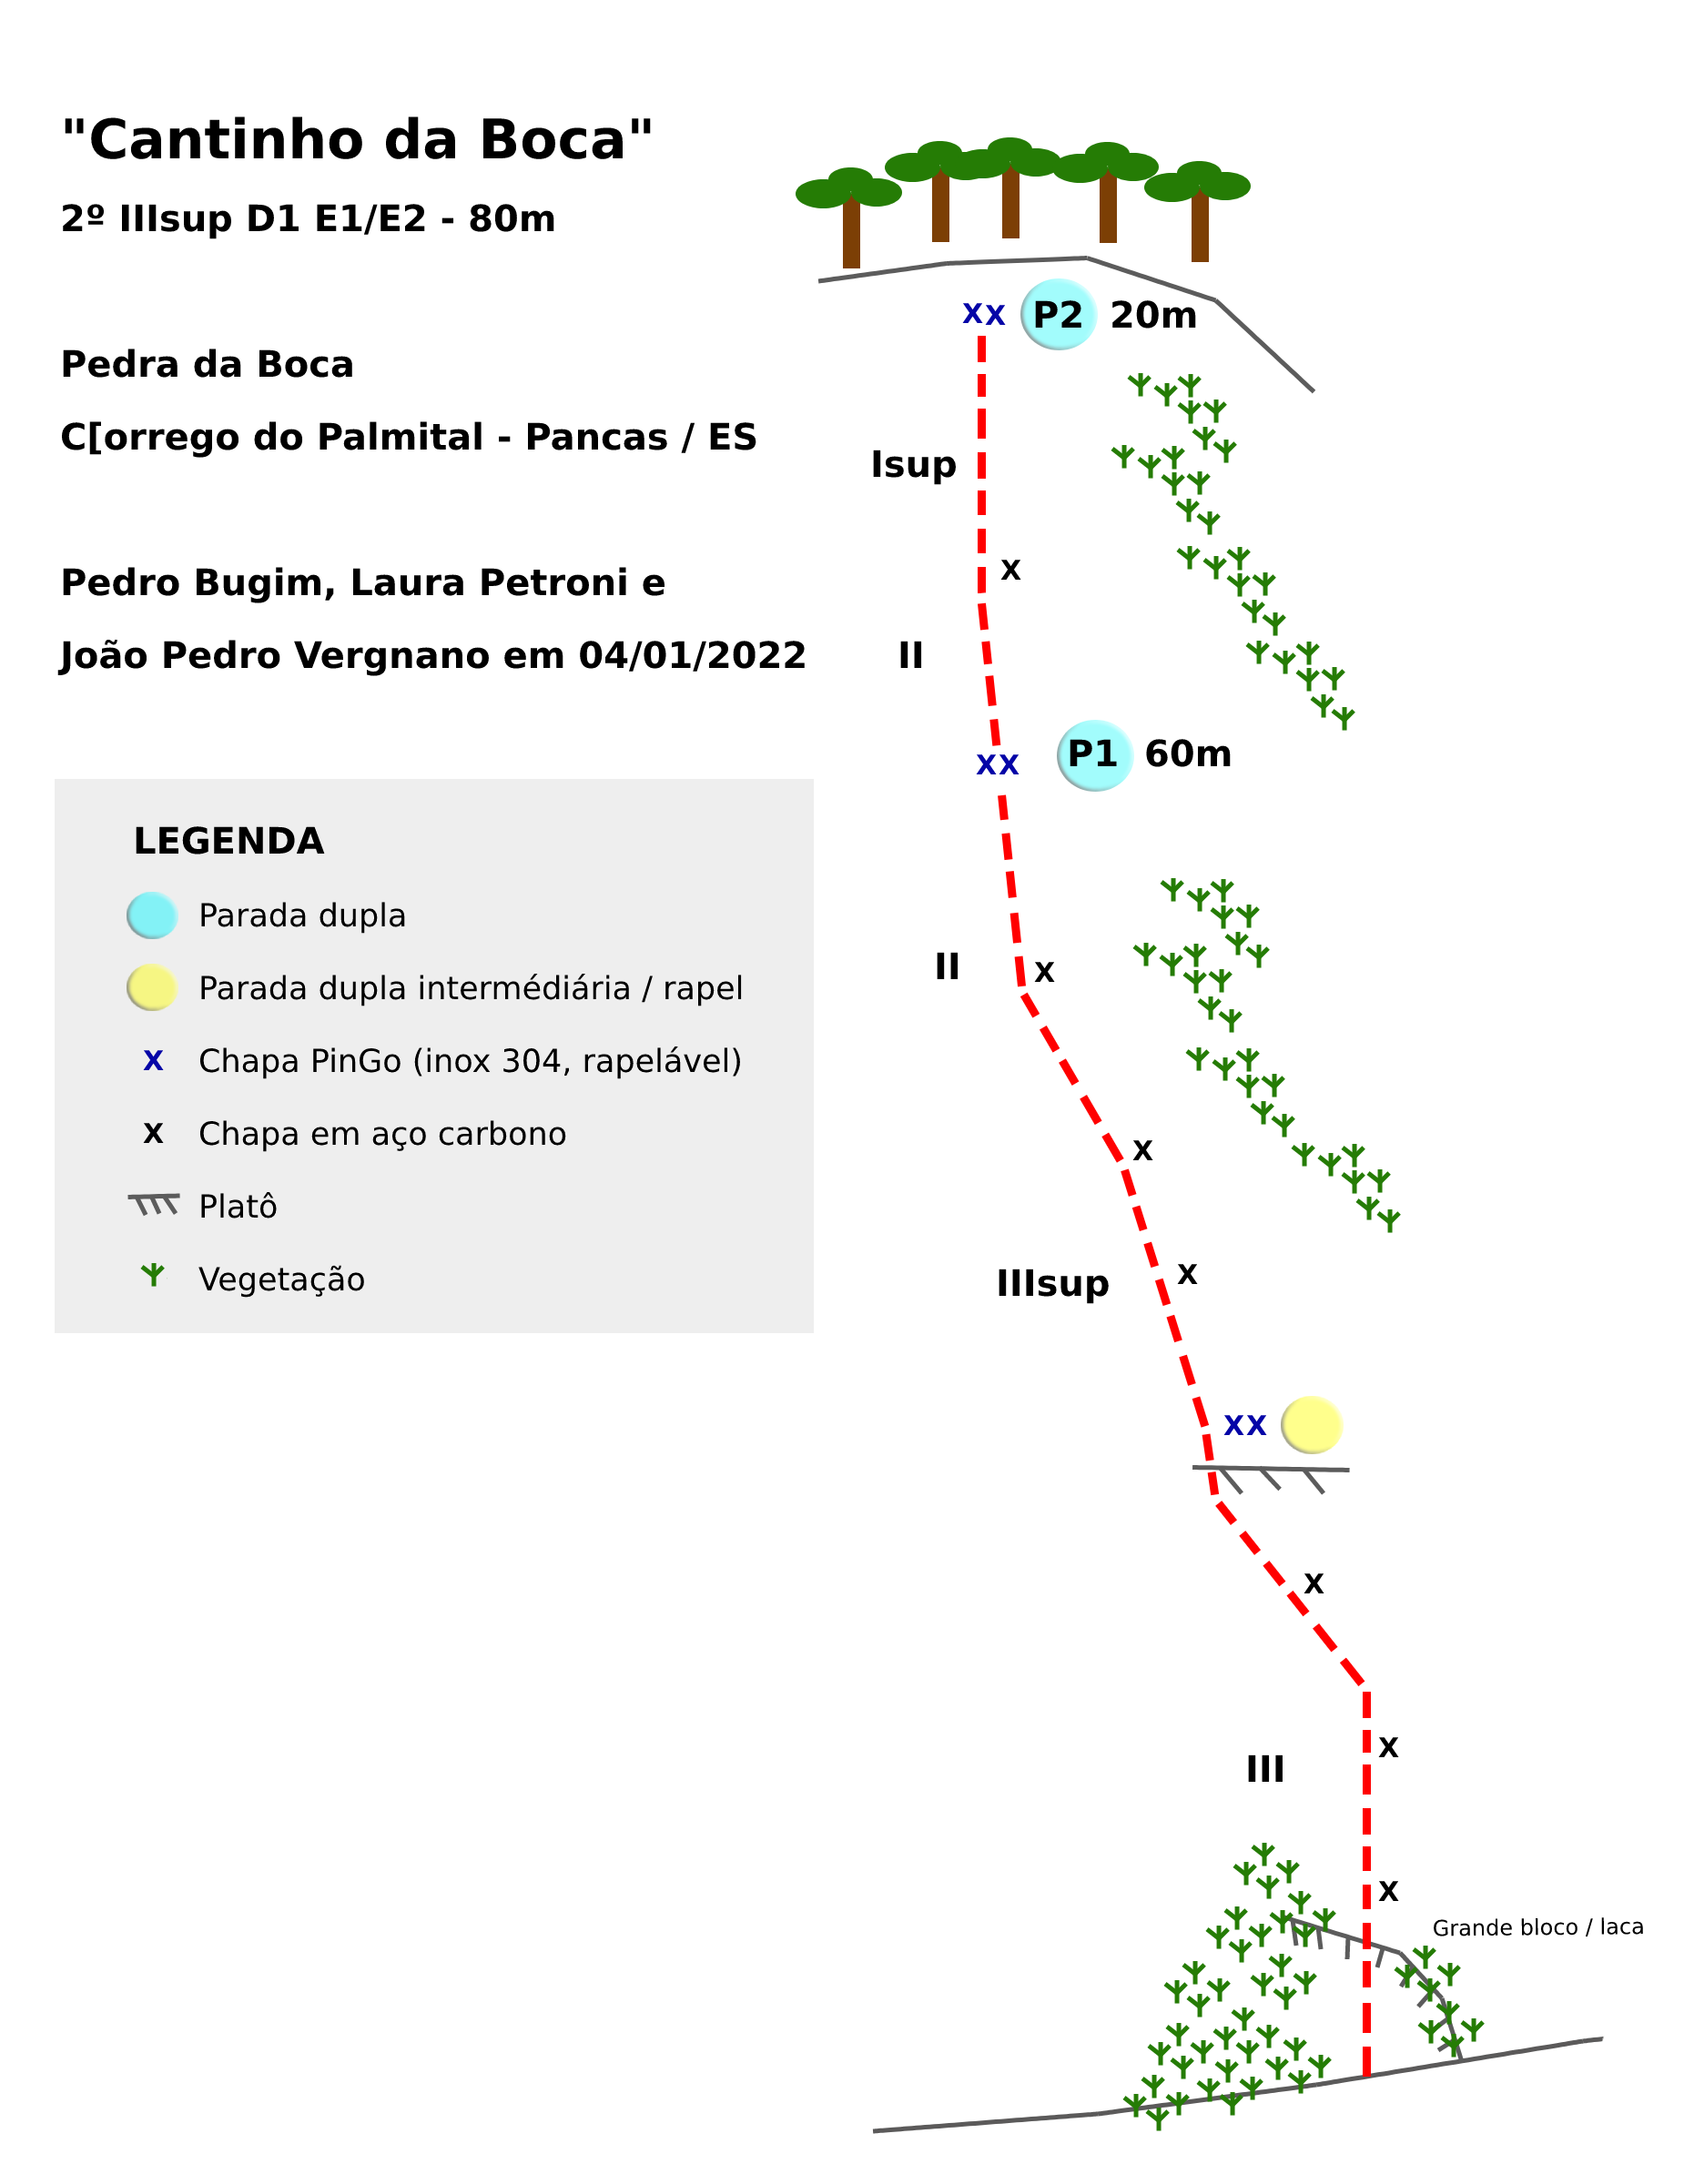 "Cantinho da Boca"
2º IIIsup D1 E1/E2 - 80m
Pedra da Boca
C[orrego do Palmital - Pancas / ES
Pedro Bugim, Laura Petroni e
João Pedro Vergnano em 04/01/2022
LEGENDA
Parada dupla
Parada dupla intermédiária / rapel
x Chapa PinGo (inox 304, rapelável)
x Chapa em aço carbono
Platô
Vegetação
xx P2 20m
Isup
x
II
P1 60m
xx
II x
x
x
IIIsup
xx
x
x
III
x
Grande bloco / laca